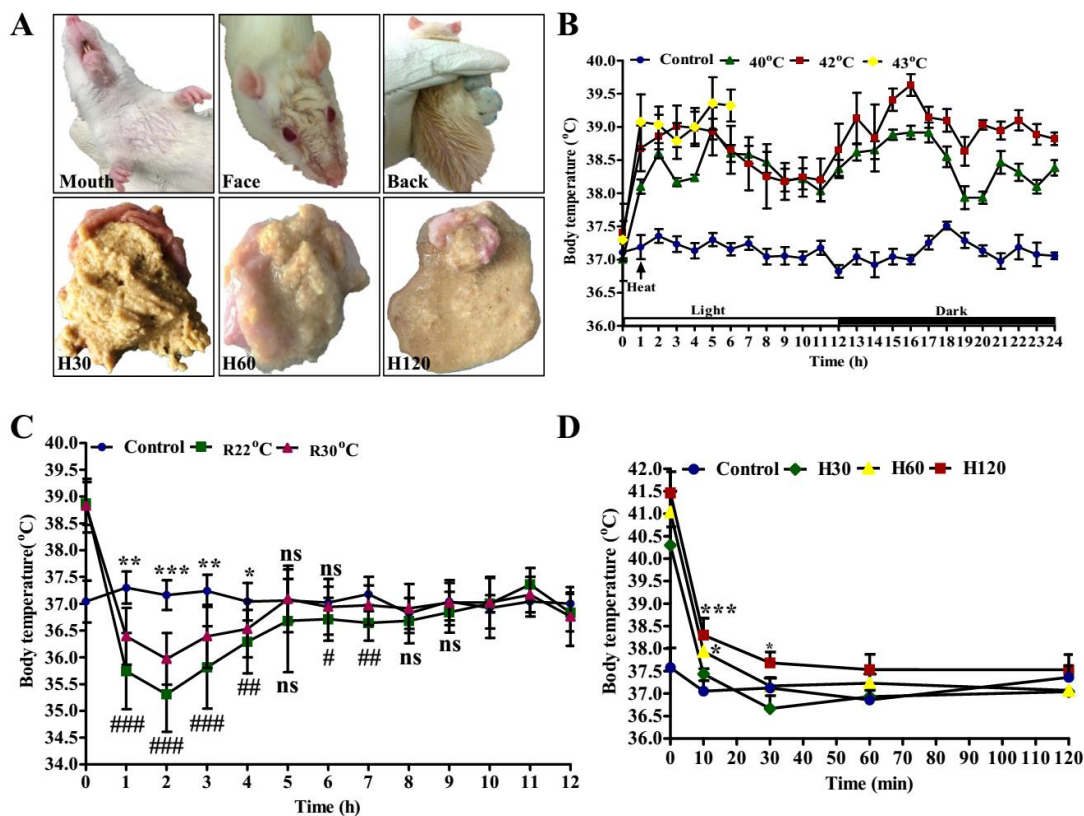 A
Mouth
Face
Back
H30
H60
H120
B
Control 40°C 42°C 43°C
Body temperature (°C)
40.0
39.5
39.0
38.5
38.0
37.5
37.0
36.5
36.0
Heat
Light
Dark
0 1 2 3 4 5 6 7 8 9 10 11 12 13 14 15 16 17 18 19 20 21 22 23 24
Time (h)
C
Control R22°C R30°C
Body temperature(°C)
40.0
39.5
39.0
38.5
38.0
37.5
37.0
36.5
36.0
35.5
35.0
34.5
34.0
** *** ** * ns ns
### ### ### ## ns # ## ns ns
0 1 2 3 4 5 6 7 8 9 10 11 12
Time (h)
D
Control H30 H60 H120
Body temperature (°C)
42.0
41.5
41.0
40.5
40.0
39.5
39.0
38.5
38.0
37.5
37.0
36.5
36.0
***
*
*
0 10 20 30 40 50 60 70 80 90 100 110 120
Time (min)